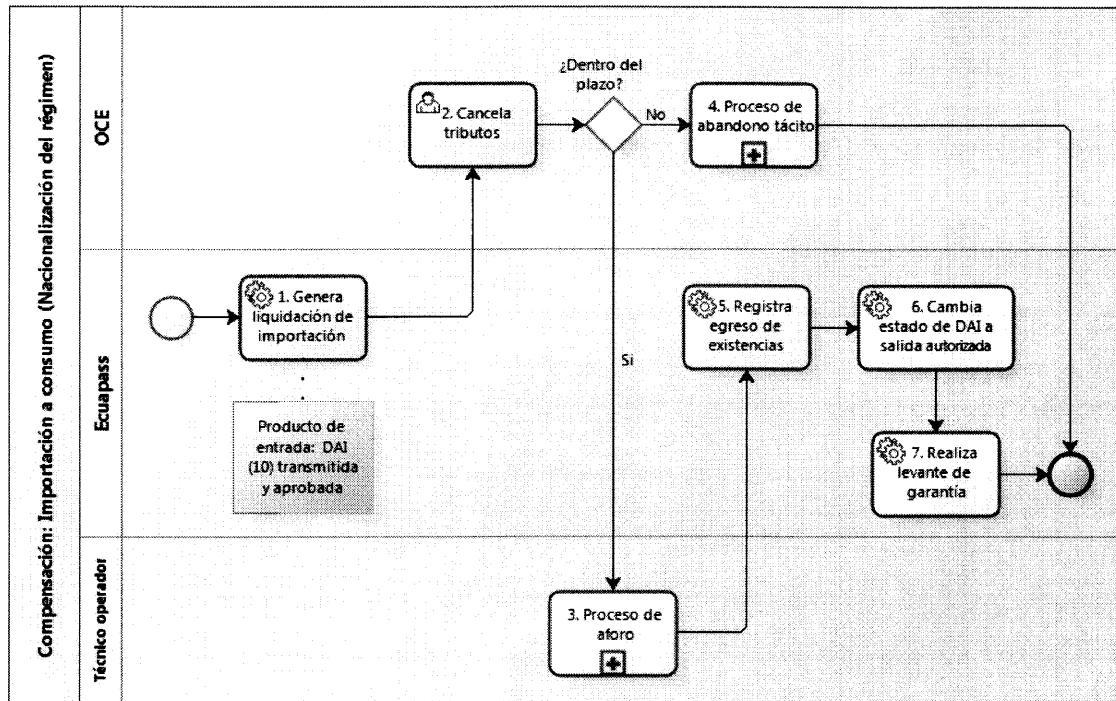 Compensación: Importación a consumo (Nacionalización del régimen)
OCE
¿Dentro del
plazo?
2. Cancela
tributos
No
4. Proceso de
abandono tácito
Ecuapass
1. Genera
liquidación de
importación
Producto de
entrada: DAI
(10) transmitida
y aprobada
Si
5. Registra
egreso de
existencias
6. Cambia
estado de DAI a
salida autorizada
7. Realiza
levante de
garantía
Técnico operador
3. Proceso de
aforo